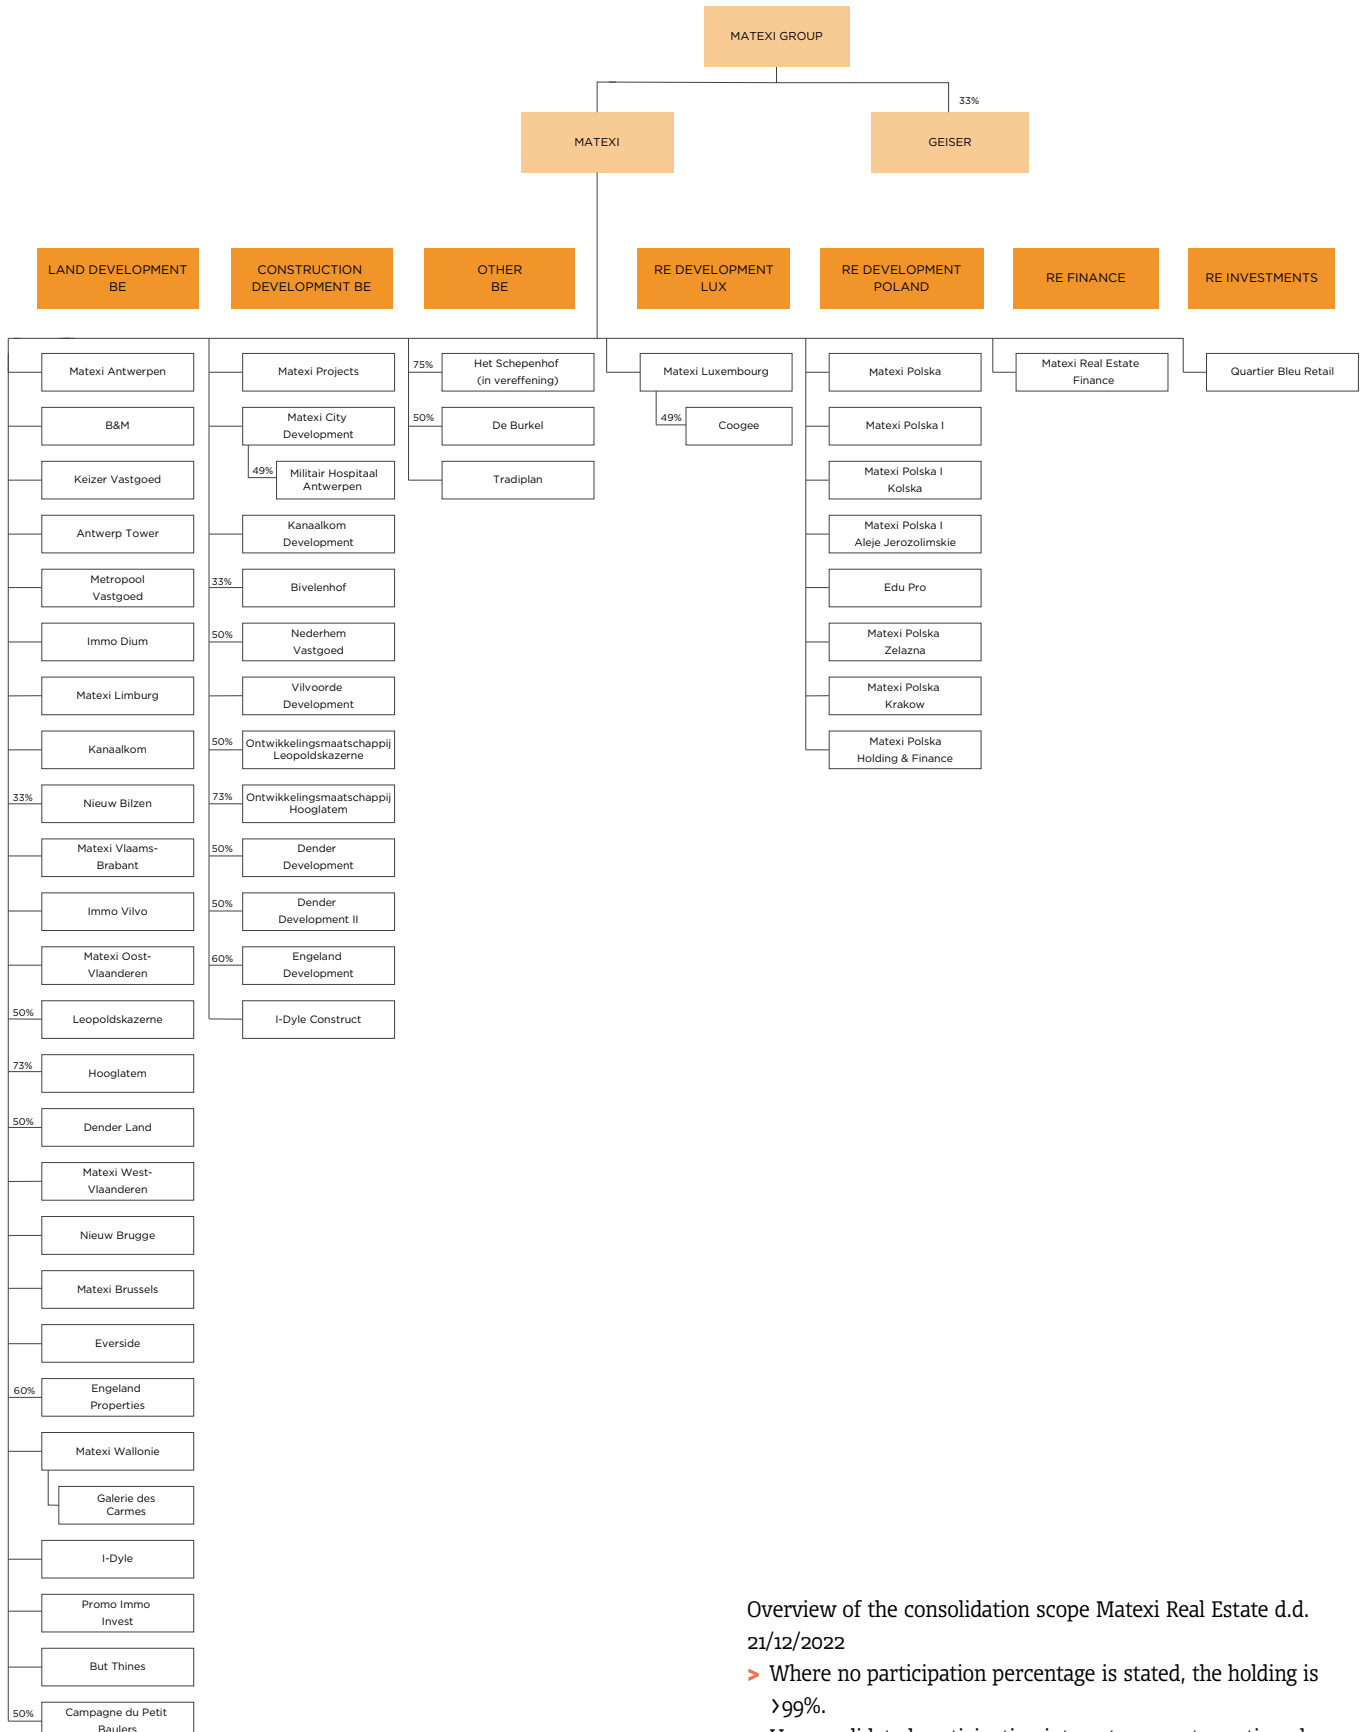 MATEXI GROUP
33%
MATEXI
GEISER
LAND DEVELOPMENT
BE
CONSTRUCTION
DEVELOPMENT BE
OTHER
BE
RE DEVELOPMENT
LUX
RE DEVELOPMENT
POLAND
RE FINANCE
RE INVESTMENTS
Matexi Antwerpen
B&M
Keizer Vastgoed
Antwerp Tower
Metropool
Vastgoed
Immo Dium
Matexi Limburg
Kanaalkom
33%
Nieuw Bilzen
Matexi Vlaams-
Brabant
Immo Vilvo
Matexi Oost-
Vlaanderen
50%
Leopoldskazerne
73%
Hooglatem
50%
Dender Land
Matexi West-
Vlaanderen
Nieuw Brugge
Matexi Brussels
Everside
60%
Engeland
Properties
Matexi Wallonie
Galerie des
Carmes
I-Dyle
Promo Immo
Invest
But Thines
50%
Campagne du Petit
Baulers
Matexi Projects
Matexi City
Development
49%
Militair Hospitaal
Antwerpen
Kanaalkom
Development
33%
Bivelenhof
50%
Nederhem
Vastgoed
Vilvoorde
Development
50%
Ontwikkelingsmaatschappij
Leopoldskazerne
73%
Ontwikkelingsmaatschappij
Hooglatem
50%
Dender
Development
50%
Dender
Development II
60%
Engeland
Development
I-Dyle Construct
75%
Het Schepenhof
(in vereffening)
50%
De Burkel
Tradiplan
Matexi Luxembourg
49%
Coogee
Matexi Polska
Matexi Polska I
Matexi Polska I
Kolska
Matexi Polska I
Aleje Jerozolimskie
Edu Pro
Matexi Polska
Zelazna
Matexi Polska
Krakow
Matexi Polska
Holding & Finance
Matexi Real Estate
Finance
Quartier Bleu Retail
Overview of the consolidation scope Matexi Real Estate d.d.
21/12/2022
> Where no participation percentage is stated, the holding is
>99%.